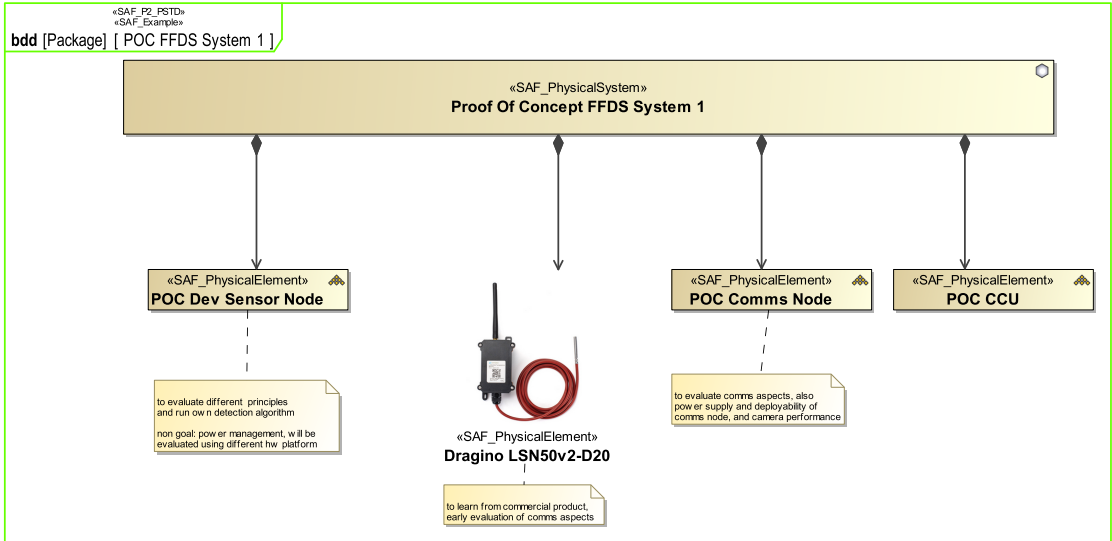 «SAF_P2_PSTD»
«SAF_Example»
bdd [Package] [ POC FFDS System 1 ]
«SAF_PhysicalSystem»
Proof Of Concept FFDS System 1
«SAF_PhysicalElement»
POC Dev Sensor Node
«SAF_PhysicalElement»
POC Comms Node
«SAF_PhysicalElement»
POC CCU
to evaluate different principles
and run own detection algorithm
non goal: power management, will be
evaluated using different hw platform
«SAF_PhysicalElement»
Dragino LSN50v2-D20
to evaluate comms aspects, also
power supply and deployability of
comms node, and camera performance
to learn from commercial product,
early evaluation of comms aspects